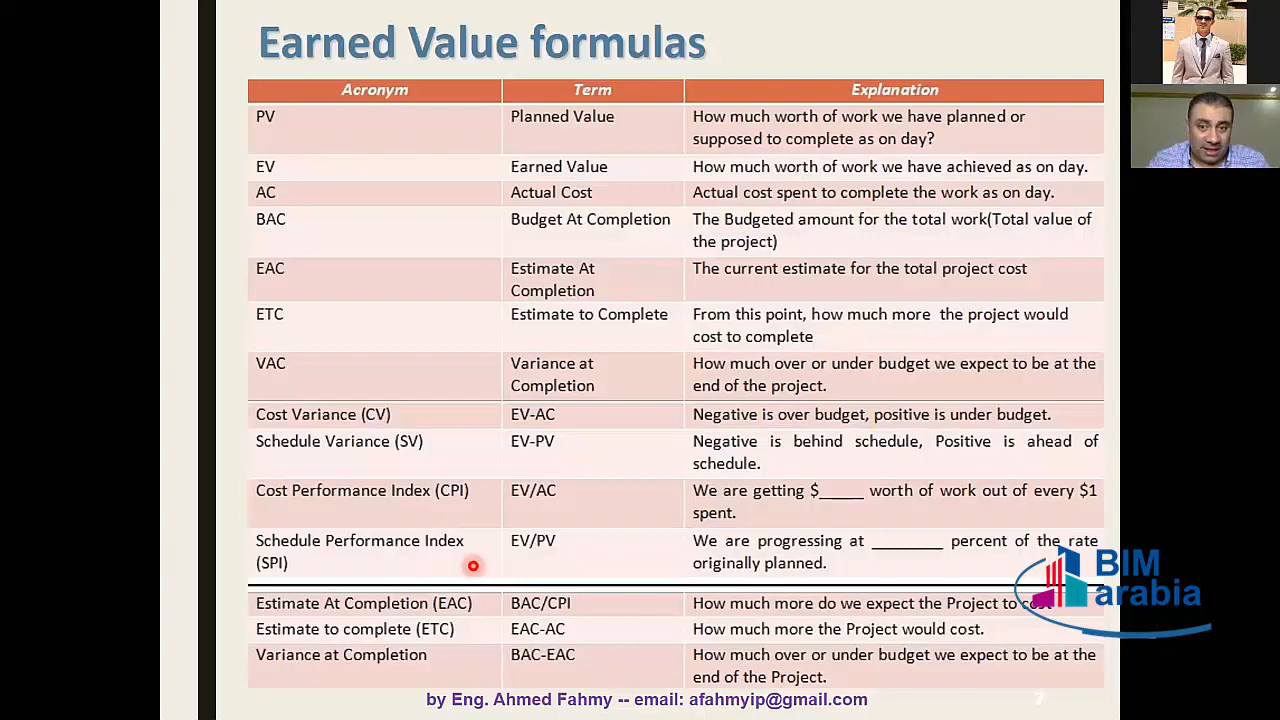 Earned Value formulas
Acronym Term Explanation
PV Planned Value How much worth of work we have planned or
supposed to complete as on day?
EV Earned Value How much worth of work we have achieved as on day.
AC Actual Cost Actual cost spent to complete the work as on day.
BAC Budget At Completion The Budgeted amount for the total work(Total value of
the project)
EAC Estimate At The current estimate for the total project cost
Completion
ETC Estimate to Complete From this point, how much more the project would
cost to complete
VAC Variance at How much over or under budget we expect to be at the
Completion end of the project.
Cost Variance (CV) EV-AC Negative is over budget, positive is under budget.
Schedule Variance (SV) EV-PV Negative is behind schedule, Positive is ahead of
schedule.
Cost Performance Index (CPI) EV/AC We are getting $_____ worth of work out of every $1
spent.
Schedule Performance Index EV/PV We are progressing at ________ percent of the rate
(SPI) originally planned.
Estimate At Completion (EAC) BAC/CPI How much more do we expect the Project to cost
Estimate to complete (ETC) EAC-AC How much more the Project would cost.
Variance at Completion BAC-EAC How much over or under budget we expect to be at the
end of the Project.
BIM
arabia
by Eng. Ahmed Fahmy -- email: afahmyip@gmail.com
7